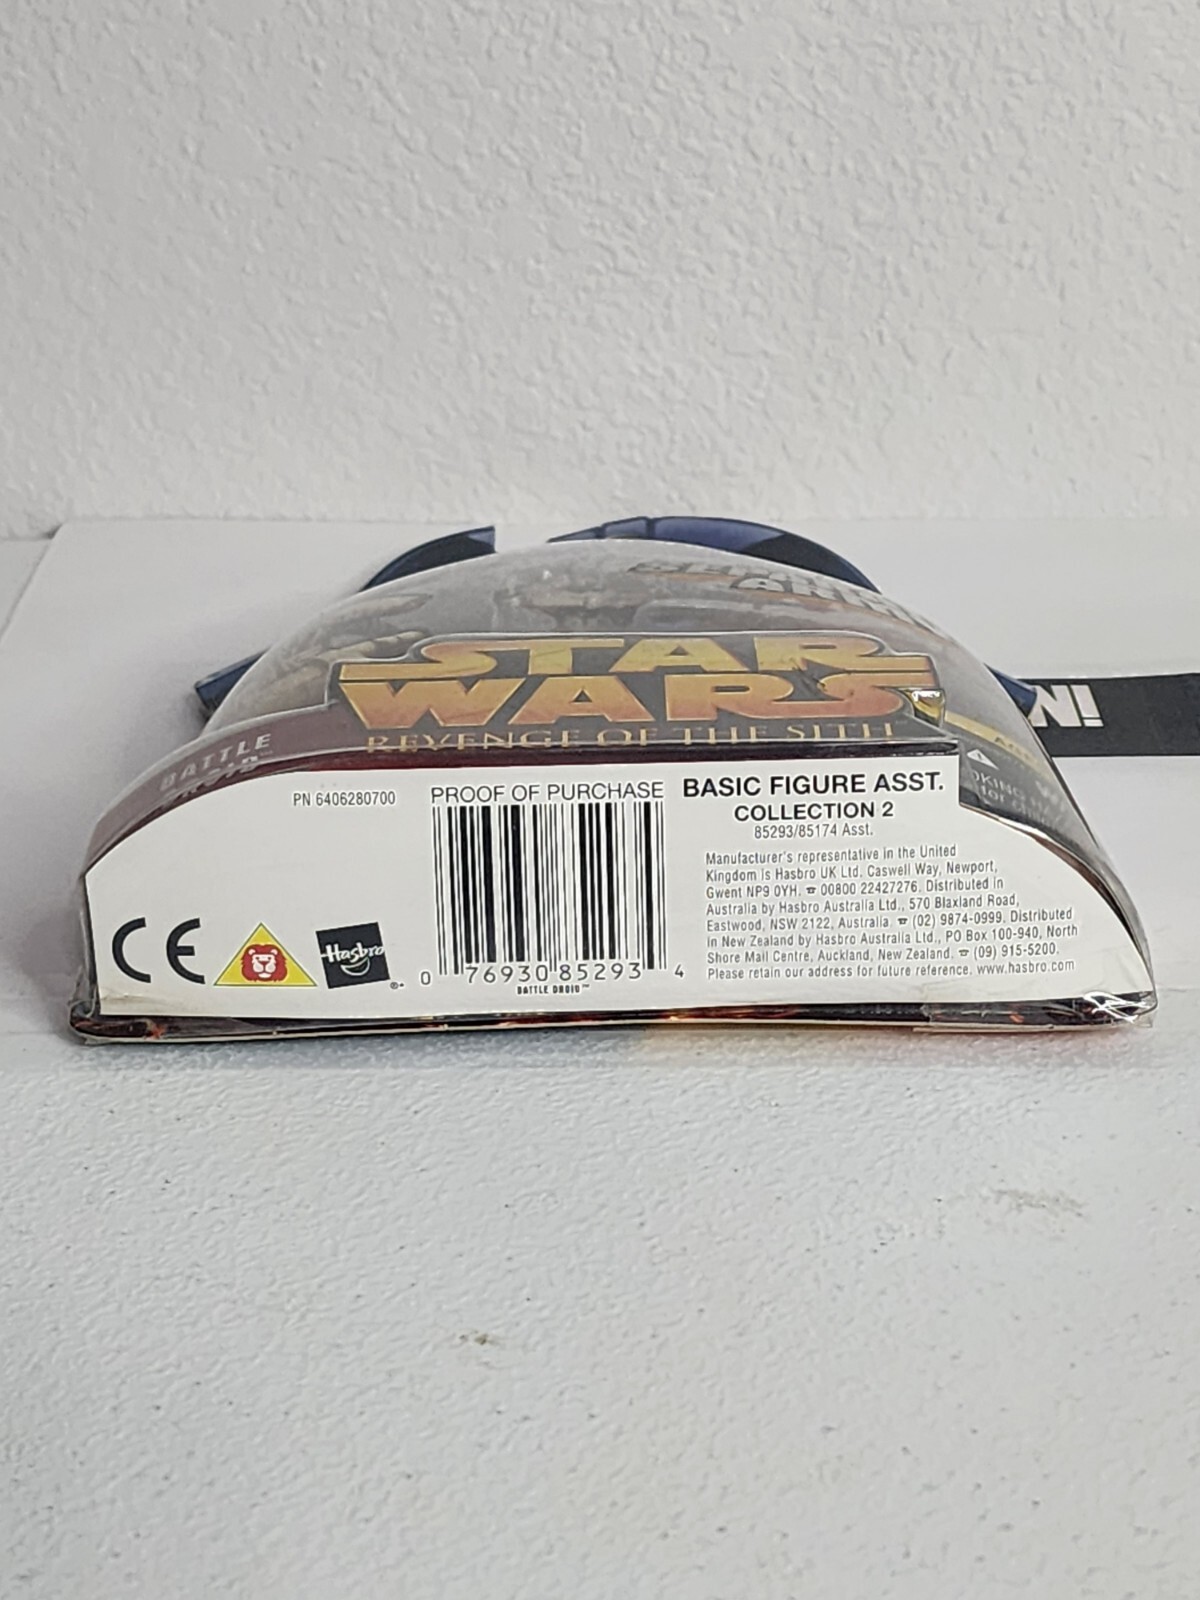 STAR
WARS
REVENGE OF THE SITH™
BATTLE
N!
PN 6406280700
PROOF OF PURCHASE
0 76930 85293 4
BATTLE DROID™
Hasbro
®.
CE
BASIC FIGURE ASST.
COLLECTION 2
85293/85174 Asst.
Manufacturer's representative in the United
Kingdom is Hasbro UK Ltd. Caswell Way, Newport,
Gwent NP9 0YH. ☎ 00800 22427276. Distributed in
Australia by Hasbro Australia Ltd., 570 Blaxland Road,
Eastwood, NSW 2122, Australia. ☎ (02) 9874-0999. Distributed
in New Zealand by Hasbro Australia Ltd., PO Box 100-940, North
Shore Mail Centre, Auckland, New Zealand. ☎ (09) 915-5200.
Please retain our address for future reference. www.hasbro.com